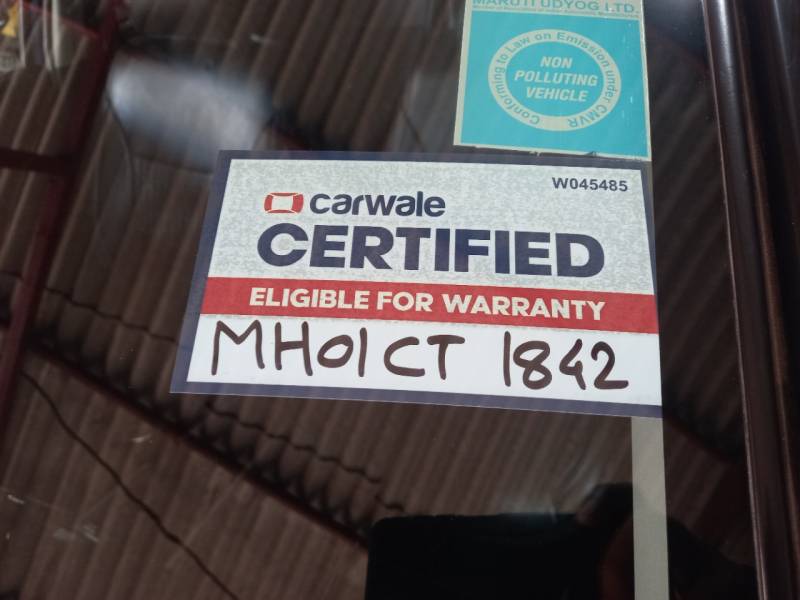 MARUTI UDYOG LTD.
Conforming to Law on Emission under CMVR
NON
POLLUTING
VEHICLE
W045485
carwale
CERTIFIED
ELIGIBLE FOR WARRANTY
MH01CT 1842